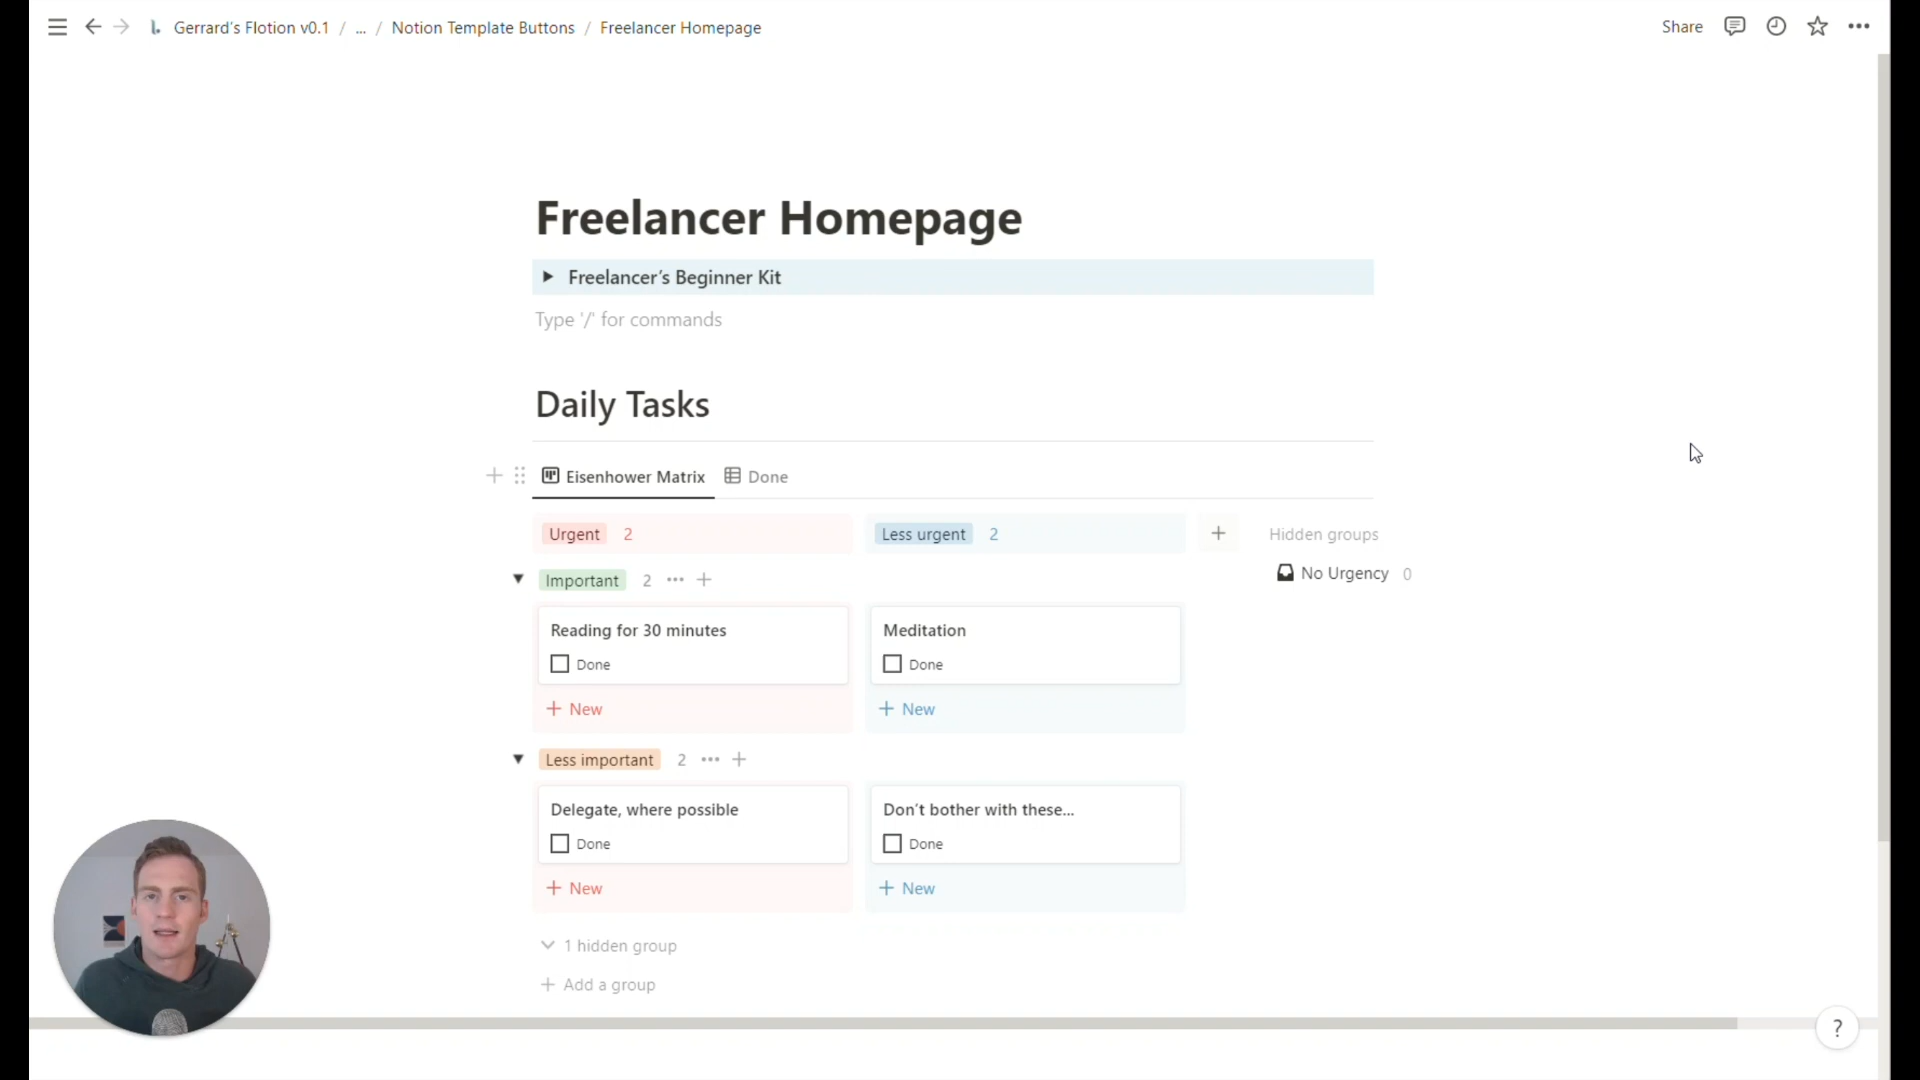 Gerrard's Flotion v0.1 / ... / Notion Template Buttons / Freelancer Homepage
Share
Freelancer Homepage
Freelancer's Beginner Kit
Type '/' for commands
Daily Tasks
Eisenhower Matrix Done
Urgent 2 Less urgent 2 + Hidden groups
No Urgency 0
Important 2 ••• +
Reading for 30 minutes Meditation
Done Done
+ New + New
Less important 2 ••• +
Delegate, where possible Don't bother with these...
Done Done
+ New + New
1 hidden group
+ Add a group
?